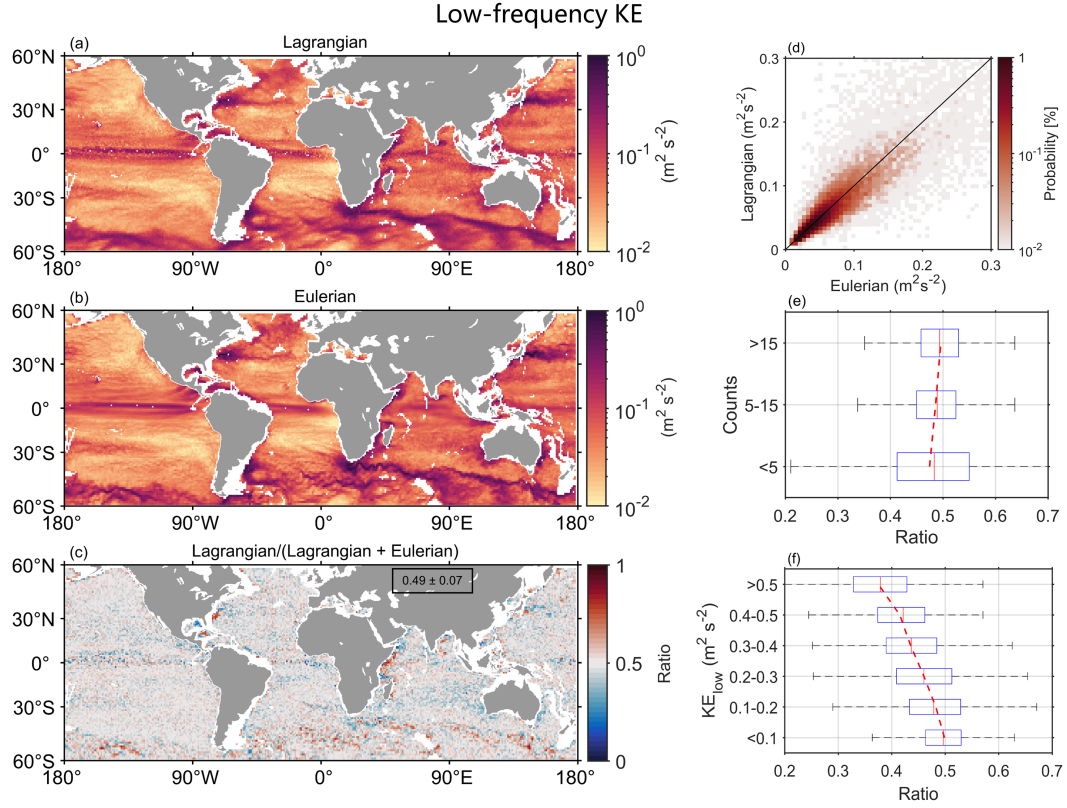 Low-frequency KE
(a) Lagrangian
60°N
30°N
0°
30°S
60°S
180° 90°W 0° 90°E 180°
10^0
10^-1
10^-2
(m^2 s^-2)
(b) Eulerian
60°N
30°N
0°
30°S
60°S
180° 90°W 0° 90°E 180°
10^0
10^-1
10^-2
(m^2 s^-2)
(c) Lagrangian/(Lagrangian + Eulerian)
0.49 ± 0.07
60°N
30°N
0°
30°S
60°S
180° 90°W 0° 90°E 180°
1
0.5
0
Ratio
(d)
0.3
0.2
0.1
0
Lagrangian (m^2s^-2)
0 0.1 0.2 0.3
Eulerian (m^2s^-2)
1
10^-1
10^-2
Probability [%]
(e)
>15
5-15
<5
Counts
0.2 0.3 0.4 0.5 0.6 0.7
Ratio
(f)
>0.5
0.4-0.5
0.3-0.4
0.2-0.3
0.1-0.2
<0.1
KE_low (m^2 s^-2)
0.2 0.3 0.4 0.5 0.6 0.7
Ratio